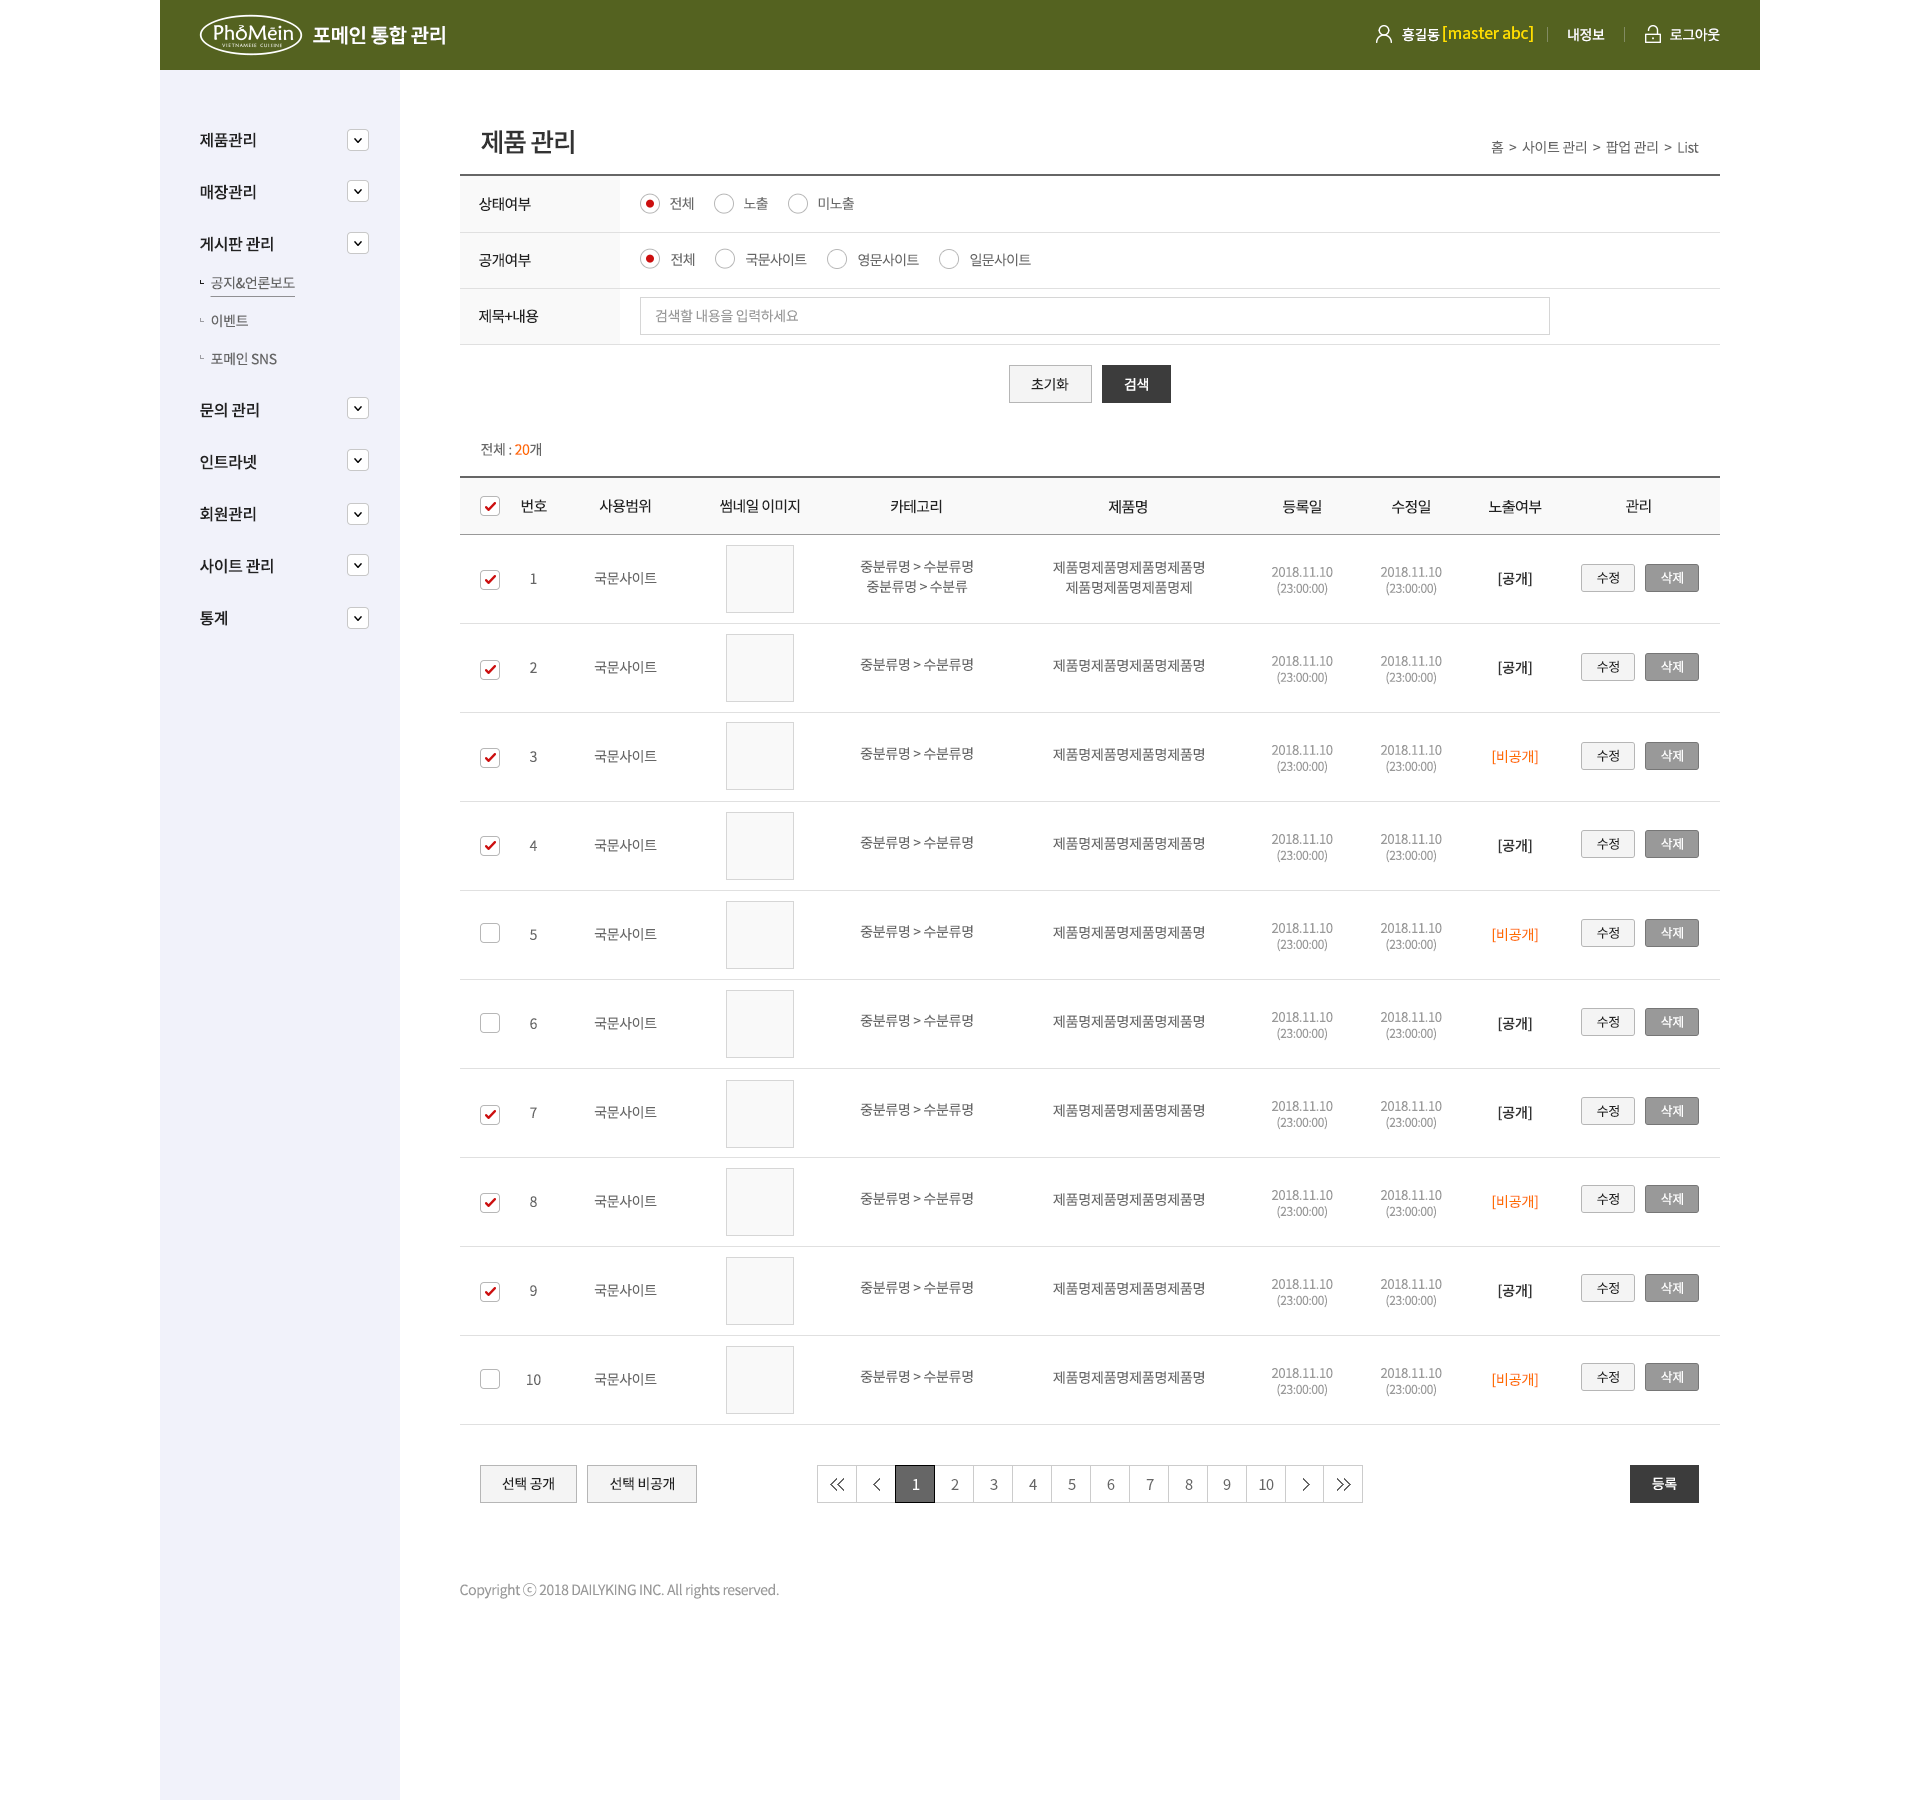 PhỏMein
VIETNAMESE CUISINE
포메인 통합 관리
홍길동 [master abc]
내정보
로그아웃
제품관리
매장관리
게시판 관리
공지&언론보도
이벤트
포메인 SNS
문의 관리
인트라넷
회원관리
사이트 관리
통계
제품 관리
홈 > 사이트 관리 > 팝업 관리 > List
상태여부 전체 노출 미노출
공개여부 전체 국문사이트 영문사이트 일문사이트
제묵+내용 검색할 내용을 입력하세요
초기화 검색
전체 : 20개
번호 사용범위 썸네일 이미지 카테고리 제품명 등록일 수정일 노출여부 관리
1 국문사이트 중분류명 > 수분류명 제품명제품명제품명제품명 2018.11.10 2018.11.10 [공개] 수정 삭제
중분류명 > 수분류 제품명제품명제품명제 (23:00:00) (23:00:00)
2 국문사이트 중분류명 > 수분류명 제품명제품명제품명제품명 2018.11.10 2018.11.10 [공개] 수정 삭제
(23:00:00) (23:00:00)
3 국문사이트 중분류명 > 수분류명 제품명제품명제품명제품명 2018.11.10 2018.11.10 [비공개] 수정 삭제
(23:00:00) (23:00:00)
4 국문사이트 중분류명 > 수분류명 제품명제품명제품명제품명 2018.11.10 2018.11.10 [공개] 수정 삭제
(23:00:00) (23:00:00)
5 국문사이트 중분류명 > 수분류명 제품명제품명제품명제품명 2018.11.10 2018.11.10 [비공개] 수정 삭제
(23:00:00) (23:00:00)
6 국문사이트 중분류명 > 수분류명 제품명제품명제품명제품명 2018.11.10 2018.11.10 [공개] 수정 삭제
(23:00:00) (23:00:00)
7 국문사이트 중분류명 > 수분류명 제품명제품명제품명제품명 2018.11.10 2018.11.10 [공개] 수정 삭제
(23:00:00) (23:00:00)
8 국문사이트 중분류명 > 수분류명 제품명제품명제품명제품명 2018.11.10 2018.11.10 [비공개] 수정 삭제
(23:00:00) (23:00:00)
9 국문사이트 중분류명 > 수분류명 제품명제품명제품명제품명 2018.11.10 2018.11.10 [공개] 수정 삭제
(23:00:00) (23:00:00)
10 국문사이트 중분류명 > 수분류명 제품명제품명제품명제품명 2018.11.10 2018.11.10 [비공개] 수정 삭제
(23:00:00) (23:00:00)
선택 공개 선택 비공개 1 2 3 4 5 6 7 8 9 10 등록
Copyright ⓒ 2018 DAILYKING INC. All rights reserved.